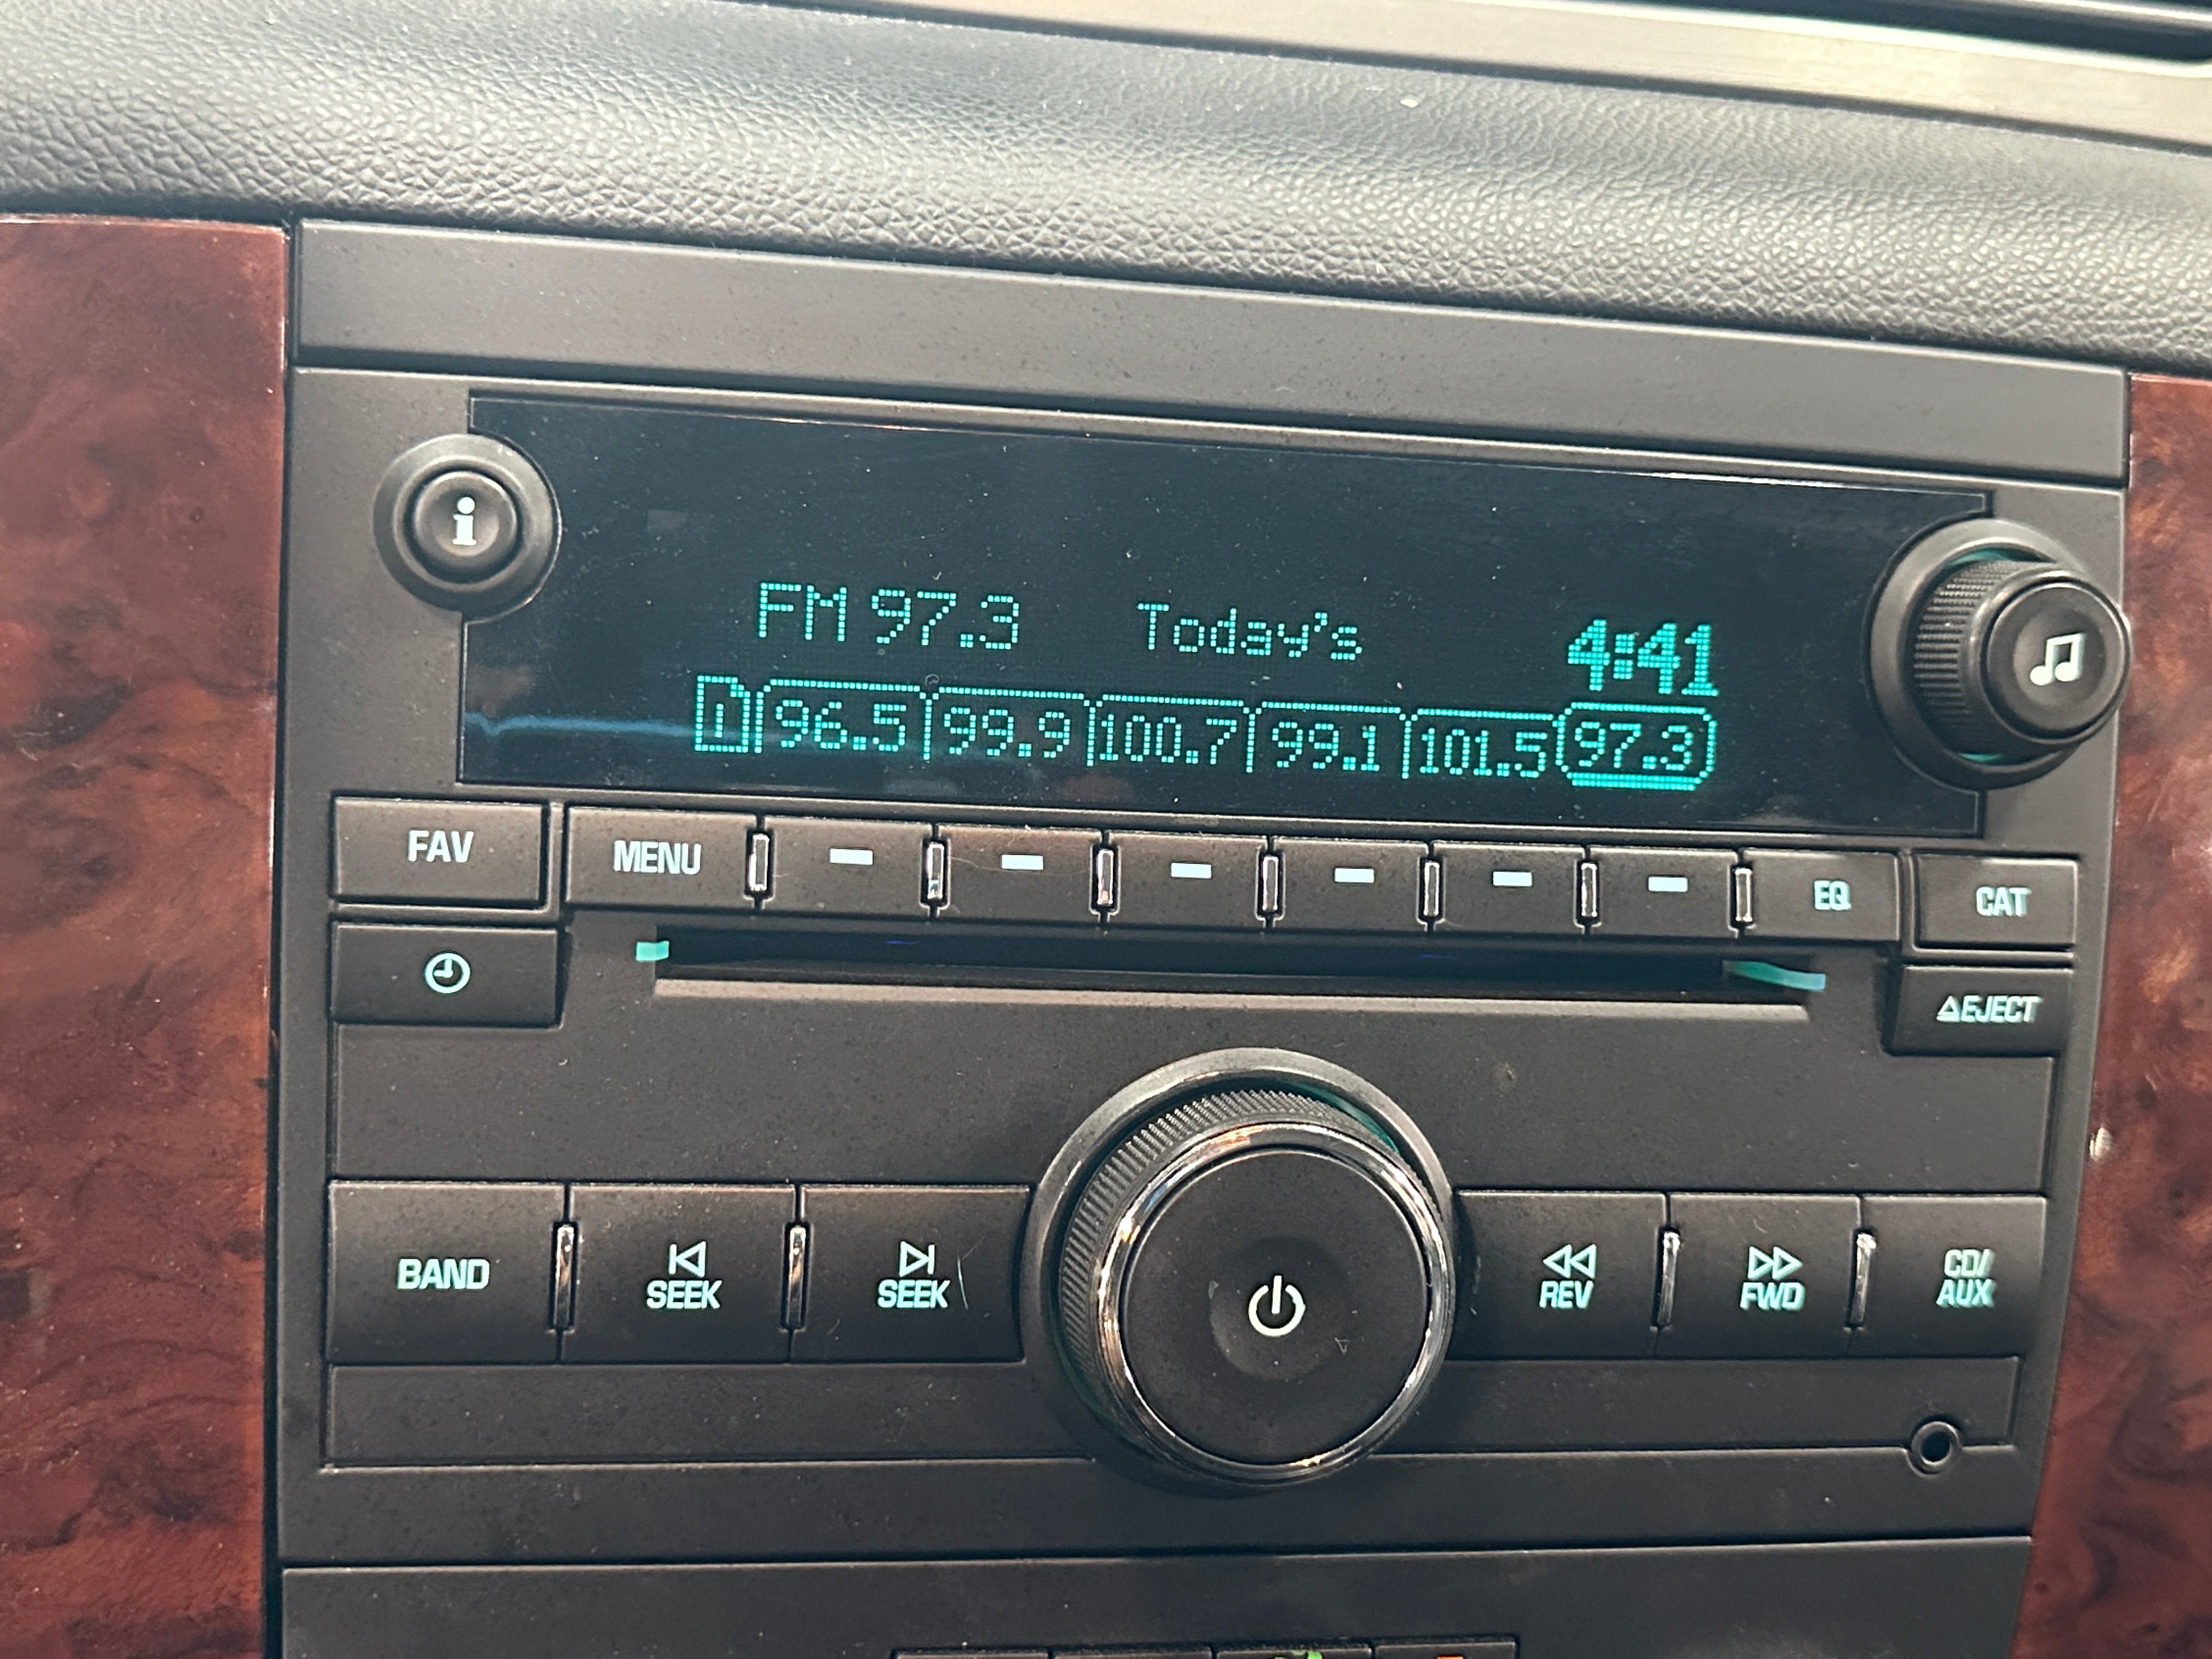 i
FM 97.3 Today's 4:41
1 96.5 99.9 100.7 99.1 101.5 97.3
FAV MENU EQ CAT
EJECT
BAND SEEK SEEK REV FWD CD/
AUX